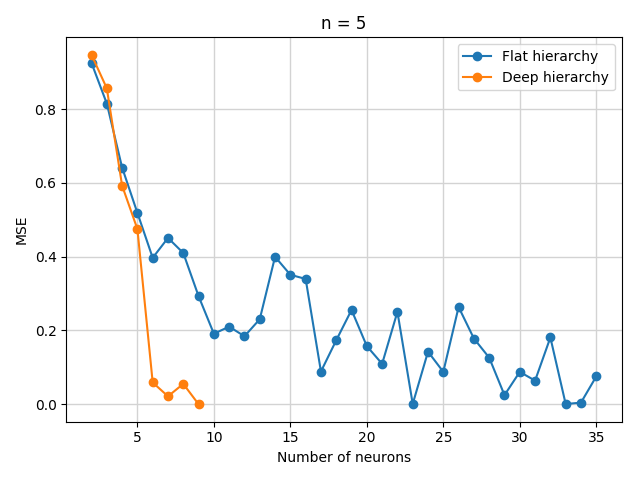 n = 5
Flat hierarchy
Deep hierarchy
MSE
0.8
0.6
0.4
0.2
0.0
5 10 15 20 25 30 35
Number of neurons